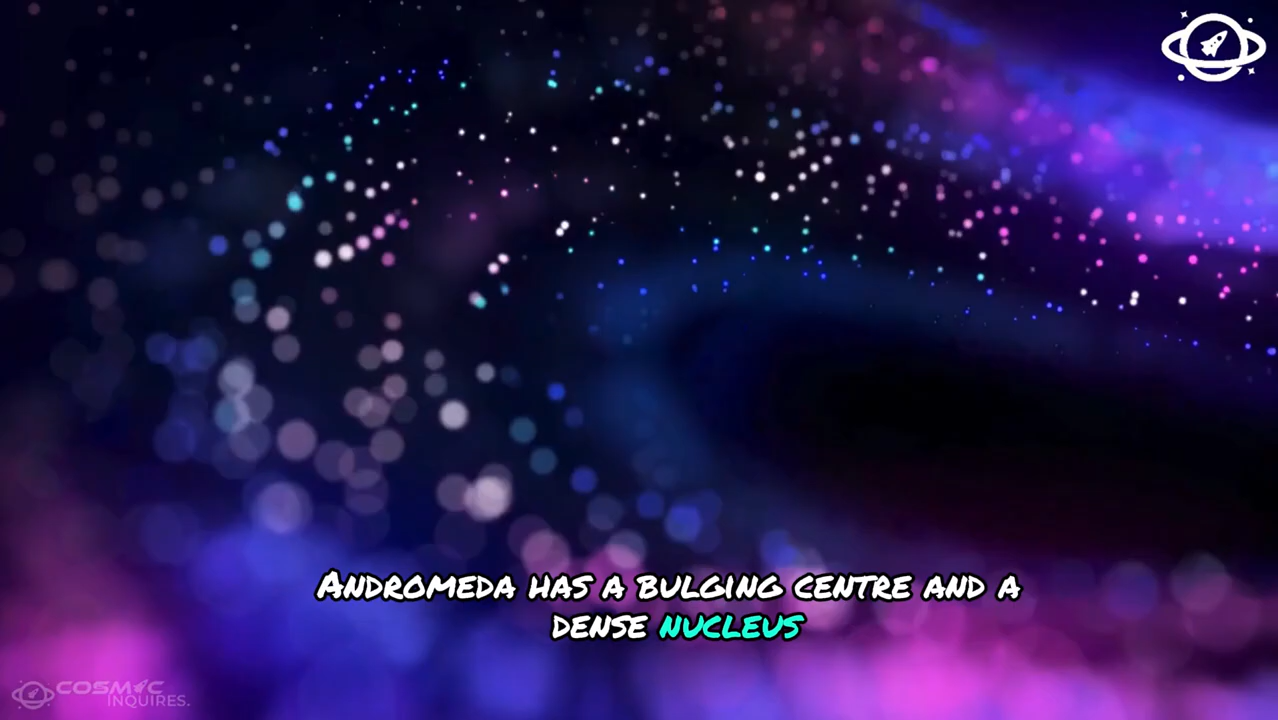 Andromeda has a bulging centre and a
dense nucleus
COSMIC
INQUIRES.